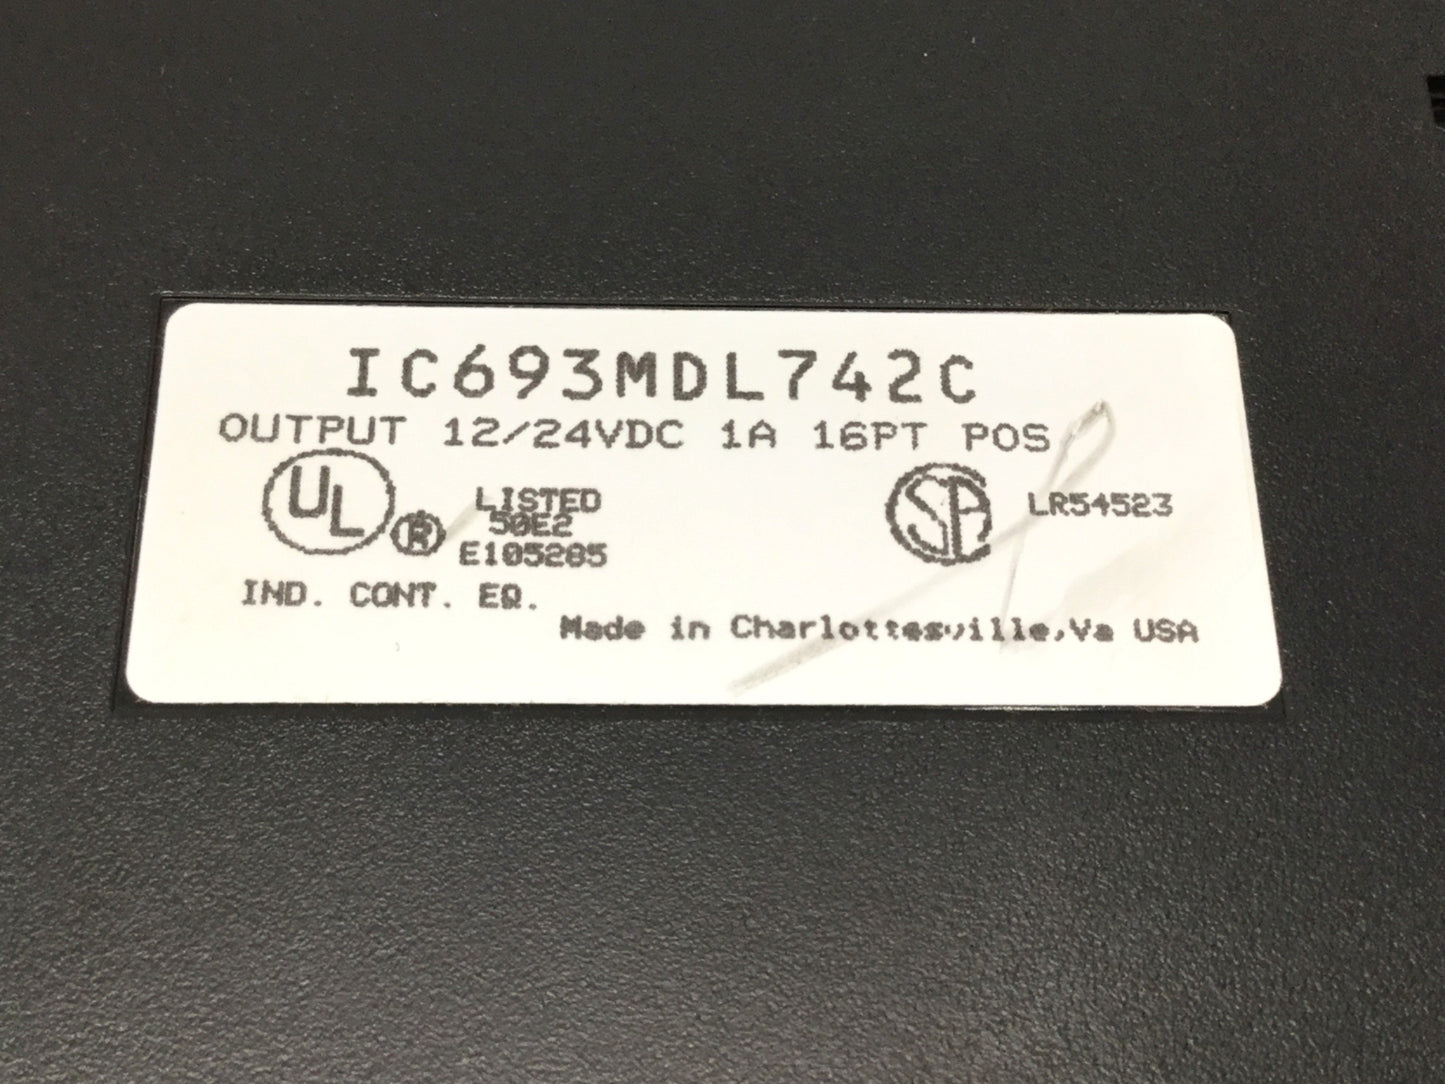 IC693MDL742C
OUTPUT 12/24VDC 1A 16PT POS
UL ® LISTED
50E2
E105285
SA LR54523
IND. CONT. EQ.
Made in Charlottesville,Va USA